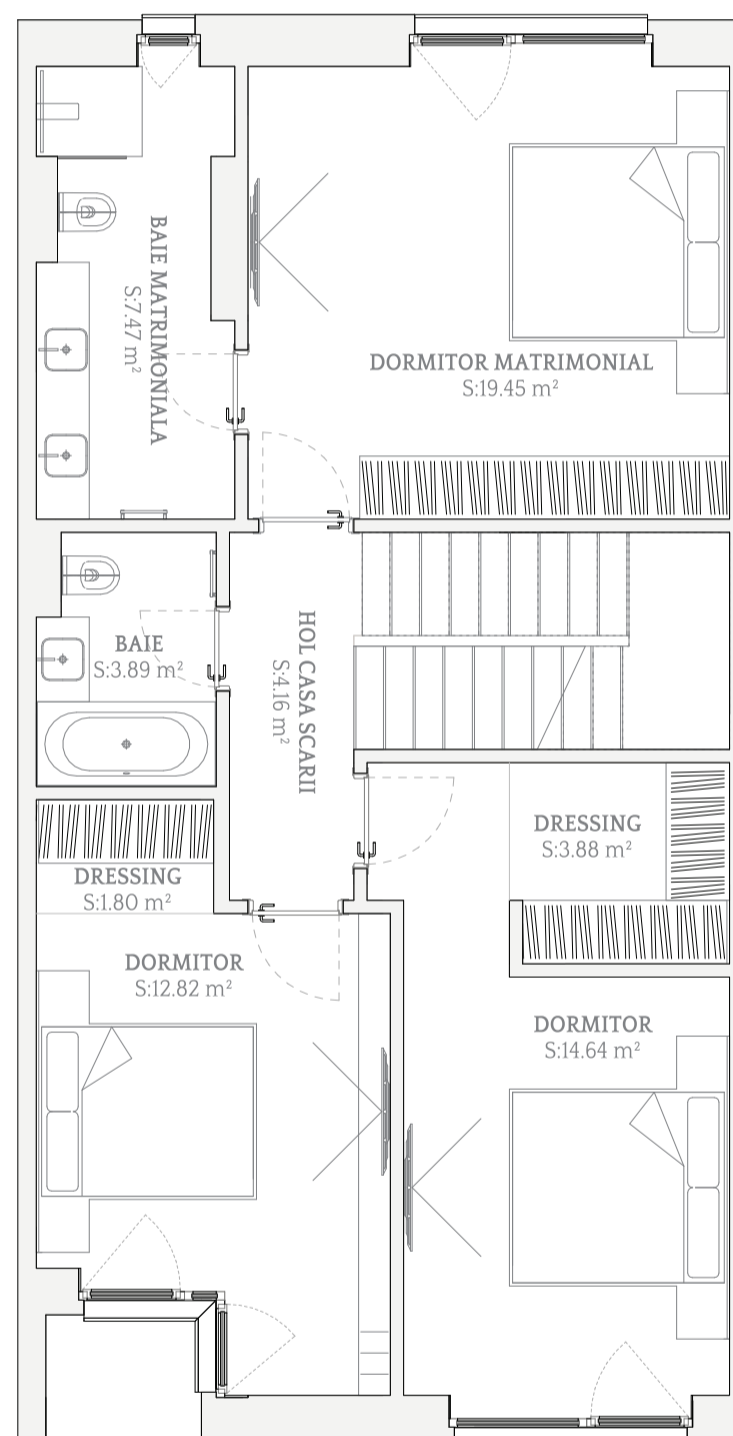 BAIE MATRIMONIALA
S:7.47 m²
DORMITOR MATRIMONIAL
S:19.45 m²
BAIE
S:3.89 m²
HOL CASA SCARII
S:4.16 m²
DRESSING
S:3.88 m²
DRESSING
S:1.80 m²
DORMITOR
S:12.82 m²
DORMITOR
S:14.64 m²